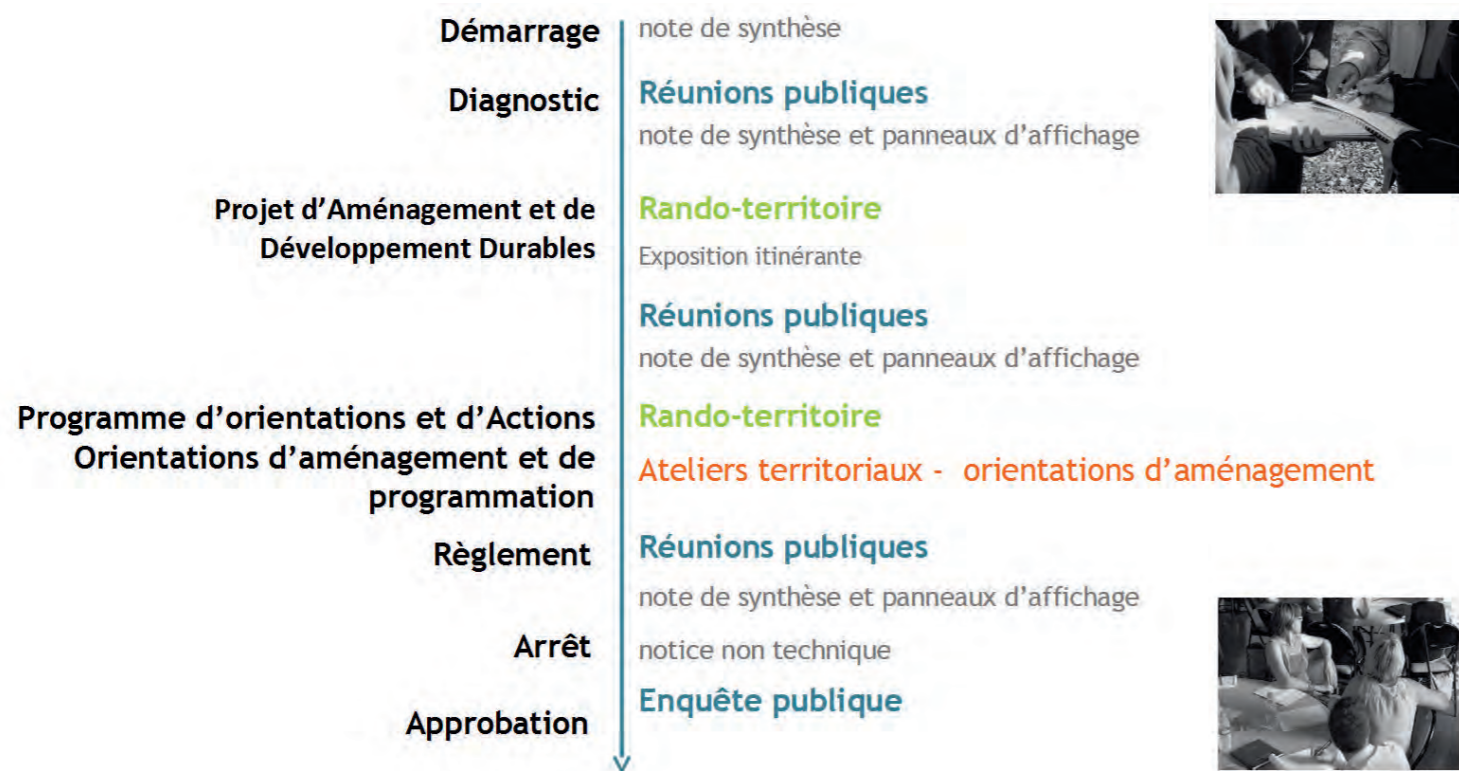 Démarrage
note de synthèse
Diagnostic
Réunions publiques
note de synthèse et panneaux d'affichage
Projet d'Aménagement et de
Développement Durables
Rando-territoire
Exposition itinérante
Réunions publiques
note de synthèse et panneaux d'affichage
Programme d'orientations et d'Actions
Orientations d'aménagement et de
programmation
Rando-territoire
Ateliers territoriaux - orientations d'aménagement
Règlement
Réunions publiques
note de synthèse et panneaux d'affichage
Arrêt
notice non technique
Approbation
Enquête publique